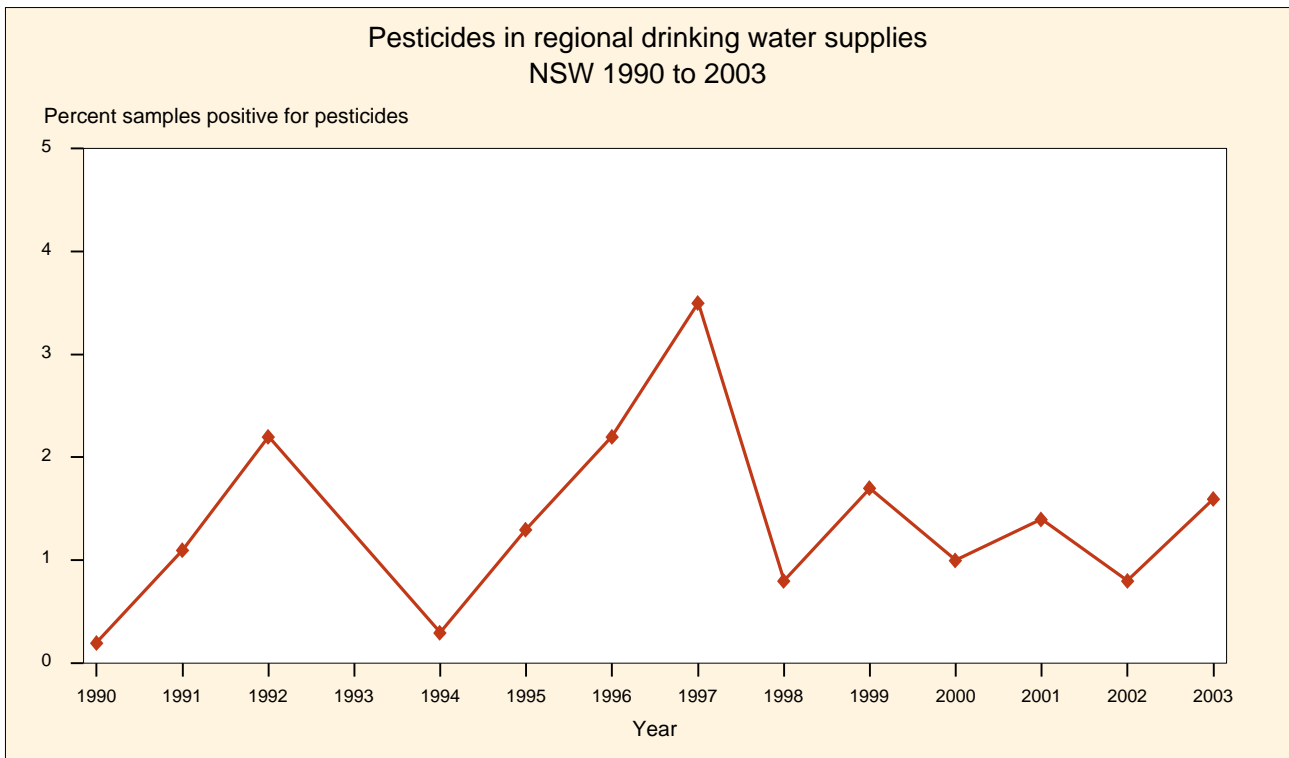 Pesticides in regional drinking water supplies
NSW 1990 to 2003
Percent samples positive for pesticides
5
4
3
2
1
0
1990 1991 1992 1993 1994 1995 1996 1997 1998 1999 2000 2001 2002 2003
Year